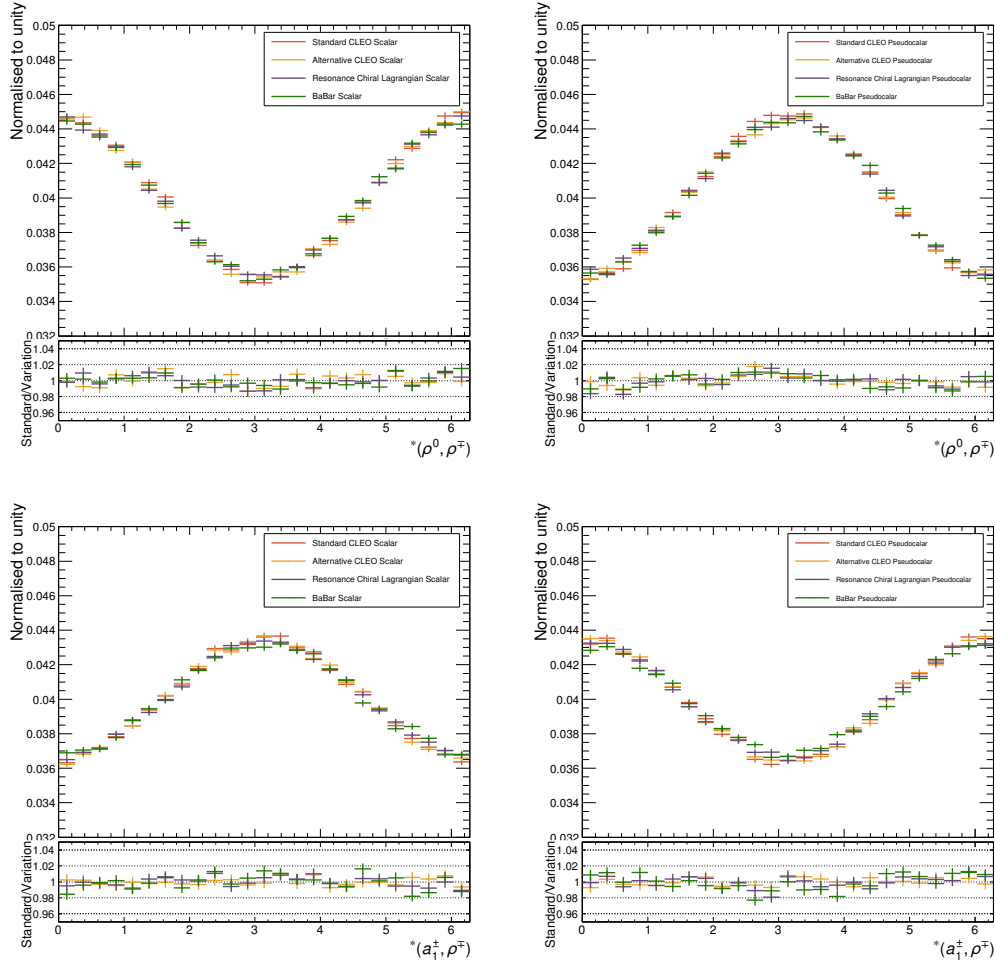 Normalised to unity
0.05
0.048
0.046
0.044
0.042
0.04
0.038
0.036
0.034
0.032
Standard CLEO Scalar
Alternative CLEO Scalar
Resonance Chiral Lagrangian Scalar
BaBar Scalar
Standard/Variation
1.04
1.02
1
0.98
0.96
0 1 2 3 4 5 6
*(ρ⁰, ρ∓)
Normalised to unity
0.05
0.048
0.046
0.044
0.042
0.04
0.038
0.036
0.034
0.032
Standard CLEO Pseudocalar
Alternative CLEO Pseudocalar
Resonance Chiral Lagrangian Pseudocalar
BaBar Pseudocalar
Standard/Variation
1.04
1.02
1
0.98
0.96
0 1 2 3 4 5 6
*(ρ⁰, ρ∓)
Normalised to unity
0.05
0.048
0.046
0.044
0.042
0.04
0.038
0.036
0.034
0.032
Standard CLEO Scalar
Alternative CLEO Scalar
Resonance Chiral Lagrangian Scalar
BaBar Scalar
Standard/Variation
1.04
1.02
1
0.98
0.96
0 1 2 3 4 5 6
*(a₁±, ρ∓)
Normalised to unity
0.05
0.048
0.046
0.044
0.042
0.04
0.038
0.036
0.034
0.032
Standard CLEO Pseudocalar
Alternative CLEO Pseudocalar
Resonance Chiral Lagrangian Pseudocalar
BaBar Pseudocalar
Standard/Variation
1.04
1.02
1
0.98
0.96
0 1 2 3 4 5 6
*(a₁±, ρ∓)